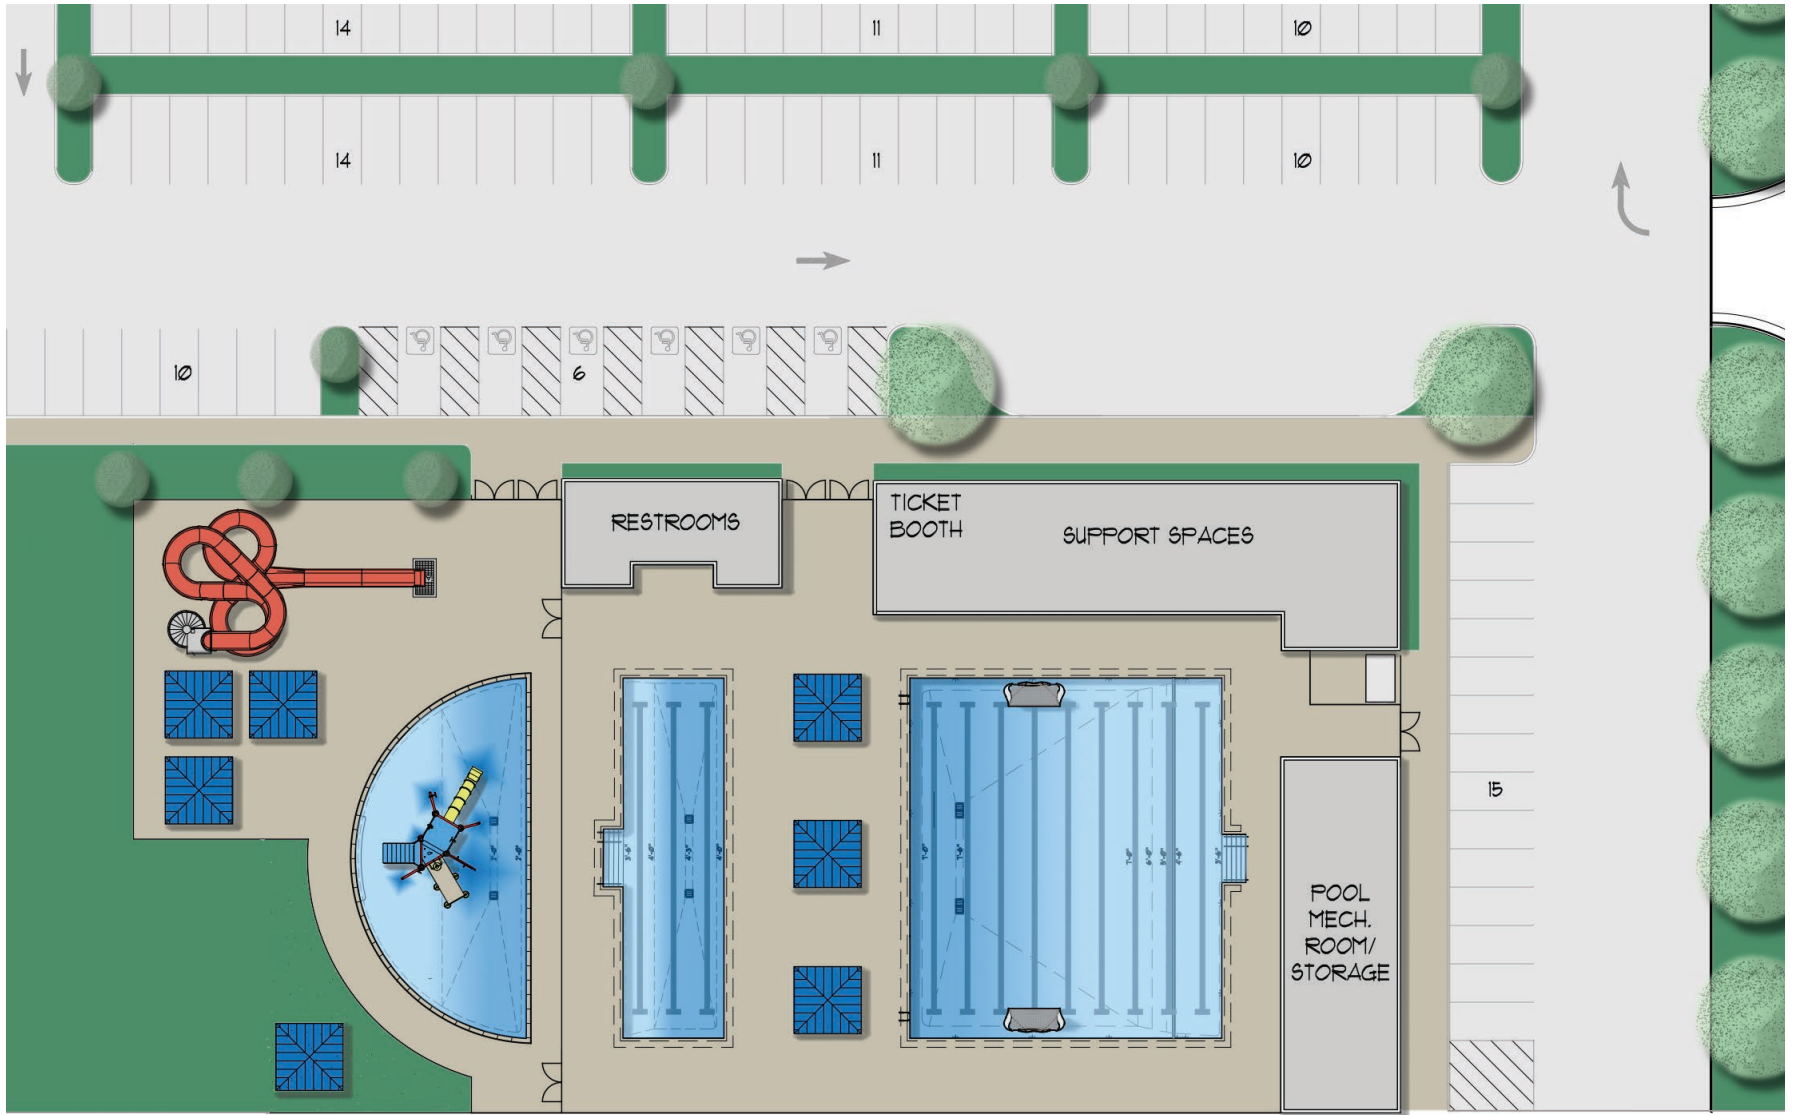 14
11
10
14
11
10
10
6
RESTROOMS
TICKET
BOOTH
SUPPORT SPACES
15
POOL
MECH.
ROOM/
STORAGE